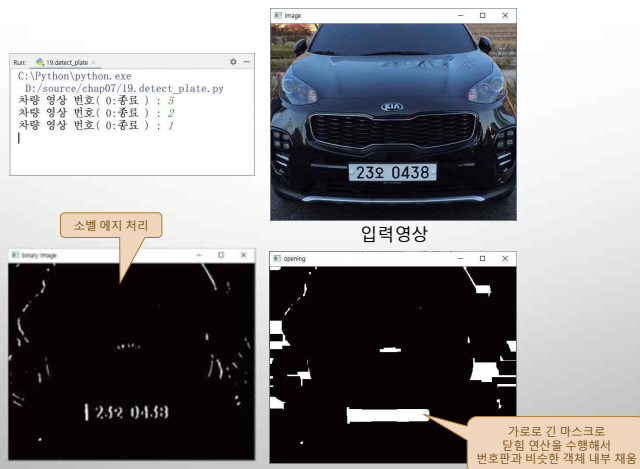 image
Run: 19.detect_plate
C:\Python\python.exe
D:/source/chap07/19.detect_plate.py
차량 영상 번호( 0:종료 ) : 5
차량 영상 번호( 0:종료 ) : 2
차량 영상 번호( 0:종료 ) : 1
KIA
23오 0438
입력영상
소벨 에지 처리
binary image
opening
23오 0438
가로로 긴 마스크로
닫힘 연산을 수행해서
번호판과 비슷한 객체 내부 채움